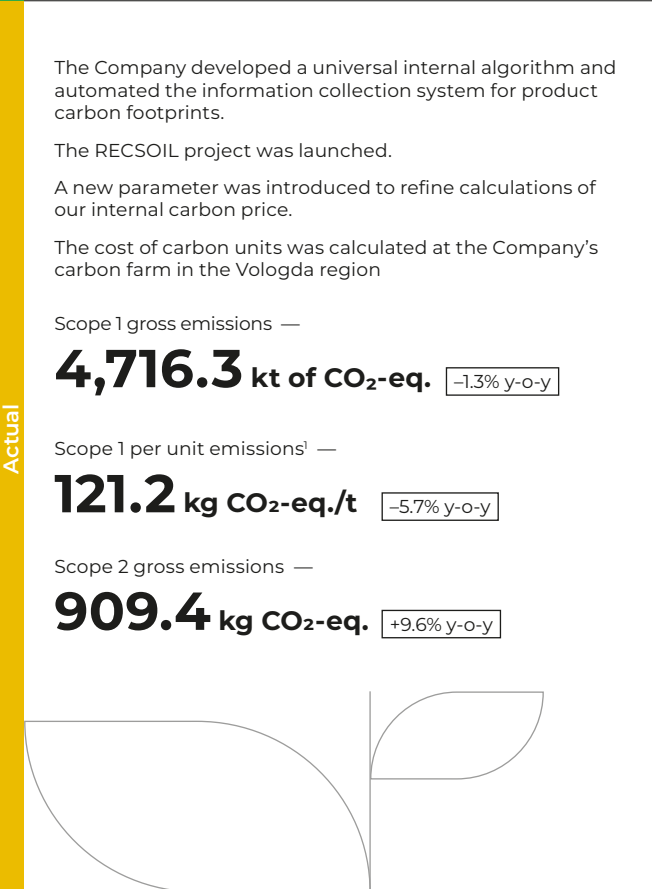 The Company developed a universal internal algorithm and
automated the information collection system for product
carbon footprints.
The RECSOIL project was launched.
A new parameter was introduced to refine calculations of
our internal carbon price.
The cost of carbon units was calculated at the Company’s
carbon farm in the Vologda region
Scope 1 gross emissions —
4,716.3 kt of CO₂-eq. –1.3% y-o-y
Actual
Scope 1 per unit emissions¹ —
121.2 kg CO₂-eq./t –5.7% y-o-y
Scope 2 gross emissions —
909.4 kg CO₂-eq. +9.6% y-o-y